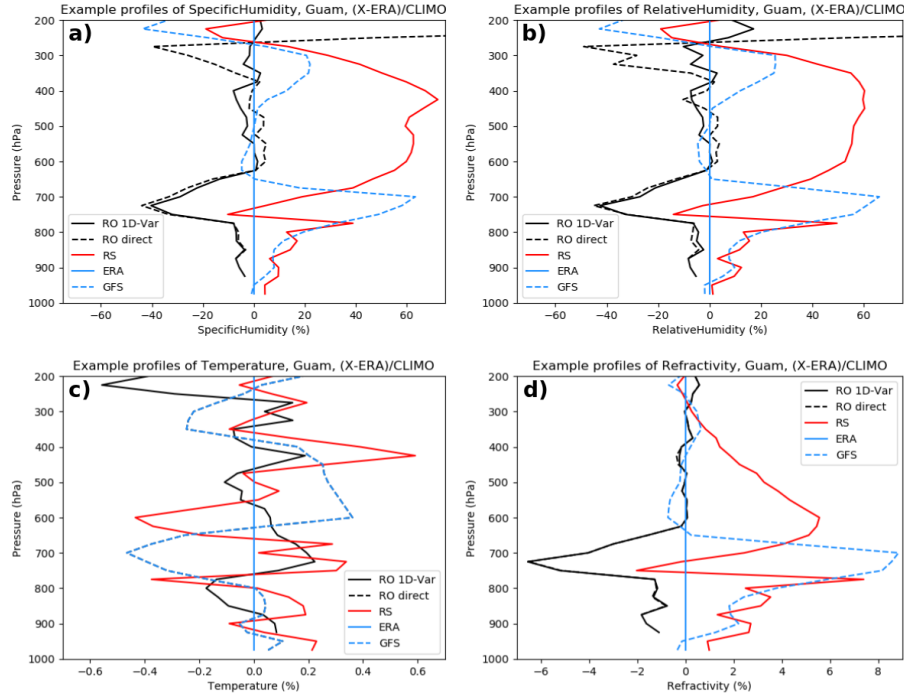 Example profiles of SpecificHumidity, Guam, (X-ERA)/CLIMO
a)
Pressure (hPa)
200
300
400
500
600
700
800
900
1000
RO 1D-Var
RO direct
RS
ERA
GFS
−60 −40 −20 0 20 40 60
SpecificHumidity (%)
Example profiles of RelativeHumidity, Guam, (X-ERA)/CLIMO
b)
Pressure (hPa)
200
300
400
500
600
700
800
900
1000
RO 1D-Var
RO direct
RS
ERA
GFS
−60 −40 −20 0 20 40 60
RelativeHumidity (%)
Example profiles of Temperature, Guam, (X-ERA)/CLIMO
c)
Pressure (hPa)
200
300
400
500
600
700
800
900
1000
RO 1D-Var
RO direct
RS
ERA
GFS
−0.6 −0.4 −0.2 0.0 0.2 0.4 0.6
Temperature (%)
Example profiles of Refractivity, Guam, (X-ERA)/CLIMO
d)
Pressure (hPa)
200
300
400
500
600
700
800
900
1000
RO 1D-Var
RO direct
RS
ERA
GFS
−6 −4 −2 0 2 4 6 8
Refractivity (%)